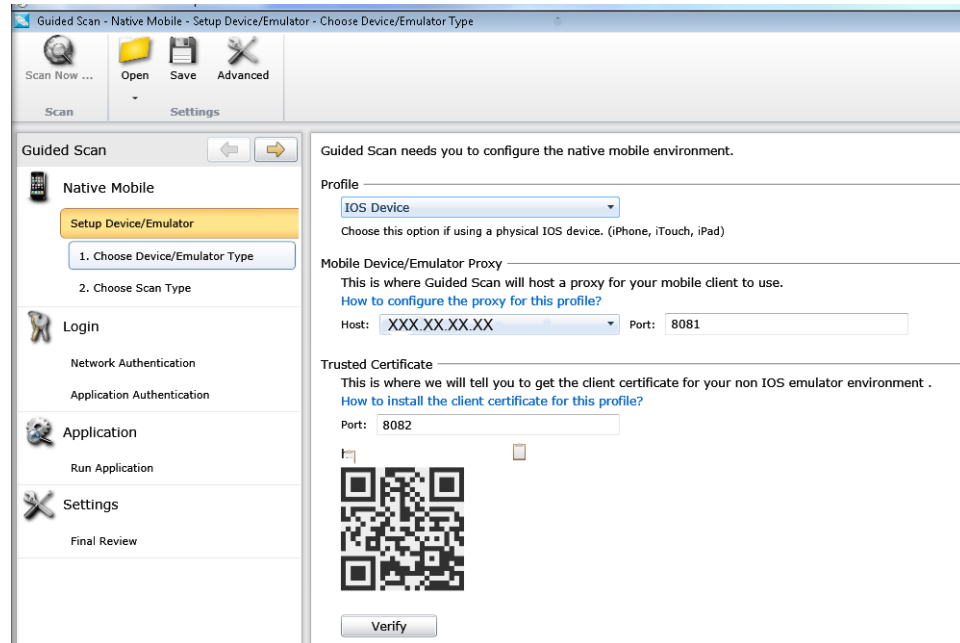 Guided Scan - Native Mobile - Setup Device/Emulator - Choose Device/Emulator Type
Scan Now ...
Open
Save
Advanced
Scan
Settings
Guided Scan
Native Mobile
Setup Device/Emulator
1. Choose Device/Emulator Type
2. Choose Scan Type
Login
Network Authentication
Application Authentication
Application
Run Application
Settings
Final Review
Guided Scan needs you to configure the native mobile environment.
Profile
IOS Device
Choose this option if using a physical IOS device. (iPhone, iTouch, iPad)
Mobile Device/Emulator Proxy
This is where Guided Scan will host a proxy for your mobile client to use.
How to configure the proxy for this profile?
Host: XXX.XX.XX.XX Port: 8081
Trusted Certificate
This is where we will tell you to get the client certificate for your non IOS emulator environment .
How to install the client certificate for this profile?
Port: 8082
Verify